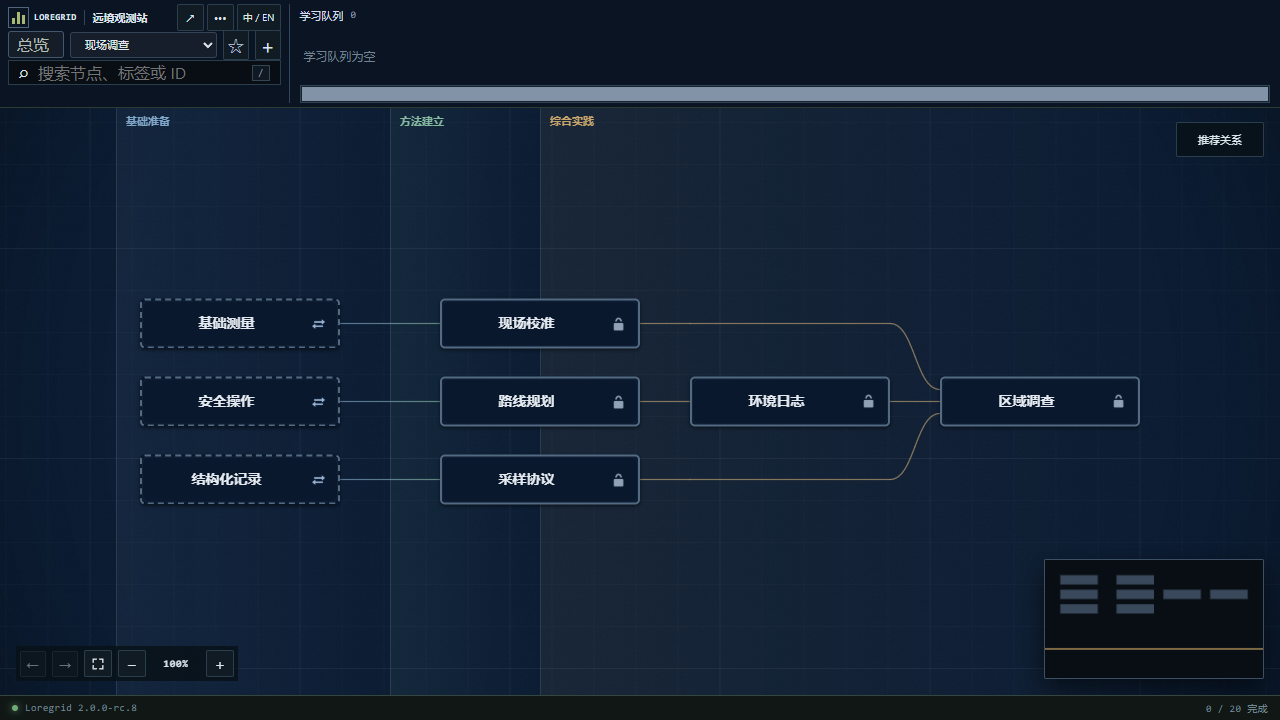 LOREGRID 远境观测站 ↗ ••• 中 / EN
总览 现场调查 ☆ +
搜索节点、标签或 ID /
学习队列 0
学习队列为空
基础准备 方法建立 综合实践
推荐关系
基础测量 现场校准
安全操作 路线规划 环境日志 区域调查
结构化记录 采样协议
← → − 100% +
Loregrid 2.0.0-rc.8
0 / 20 完成